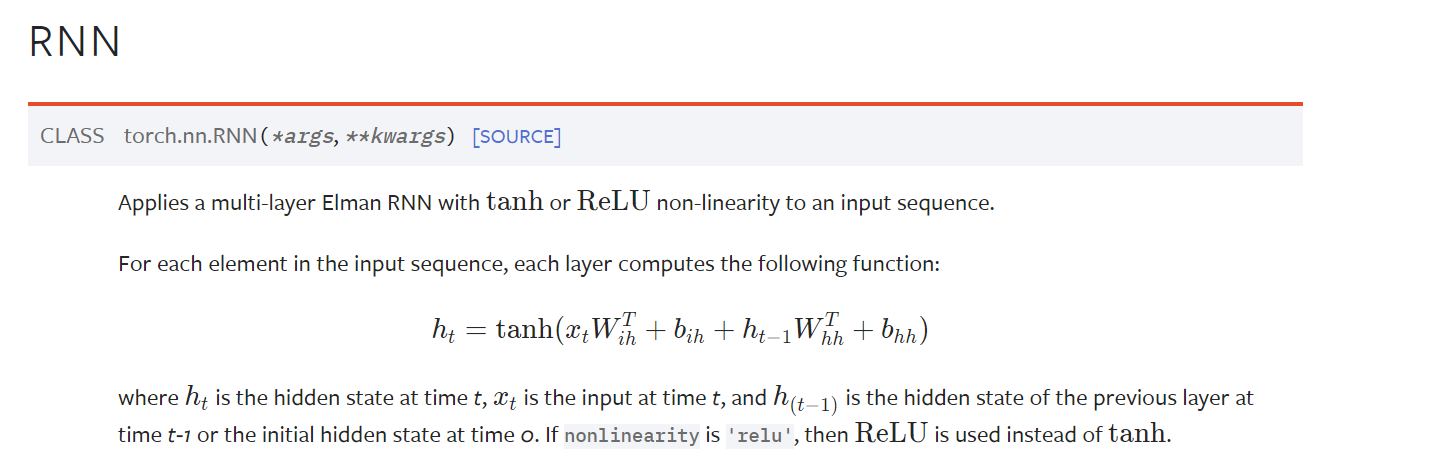 RNN
CLASS torch.nn.RNN(*args, **kwargs) [SOURCE]
Applies a multi-layer Elman RNN with tanh or ReLU non-linearity to an input sequence.
For each element in the input sequence, each layer computes the following function:
h_t = tanh(x_t W_{ih}^T + b_{ih} + h_{t−1} W_{hh}^T + b_{hh})
where h_t is the hidden state at time t, x_t is the input at time t, and h_{(t−1)} is the hidden state of the previous layer at
time t-1 or the initial hidden state at time 0. If nonlinearity is 'relu', then ReLU is used instead of tanh.